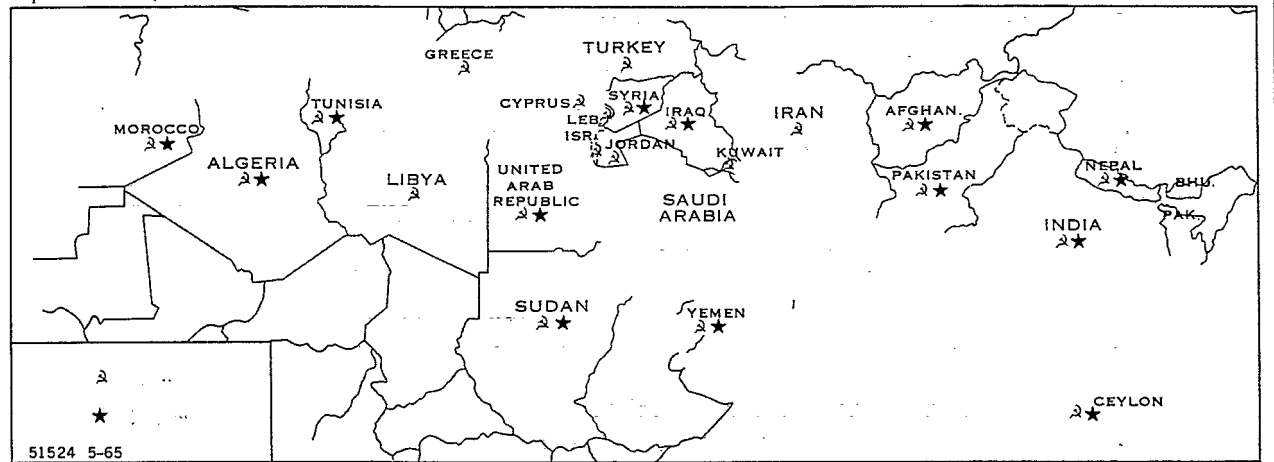 GREECE
TURKEY
CYPRUS
SYRIA
LEB.
ISR.
JORDAN
IRAQ
IRAN
AFGHAN.
TUNISIA
MOROCCO
ALGERIA
LIBYA
UNITED
ARAB
REPUBLIC
KUWAIT
SAUDI
ARABIA
PAKISTAN
NEPAL
BHU.
PAK.
INDIA
SUDAN
YEMEN
CEYLON
51524 5-65